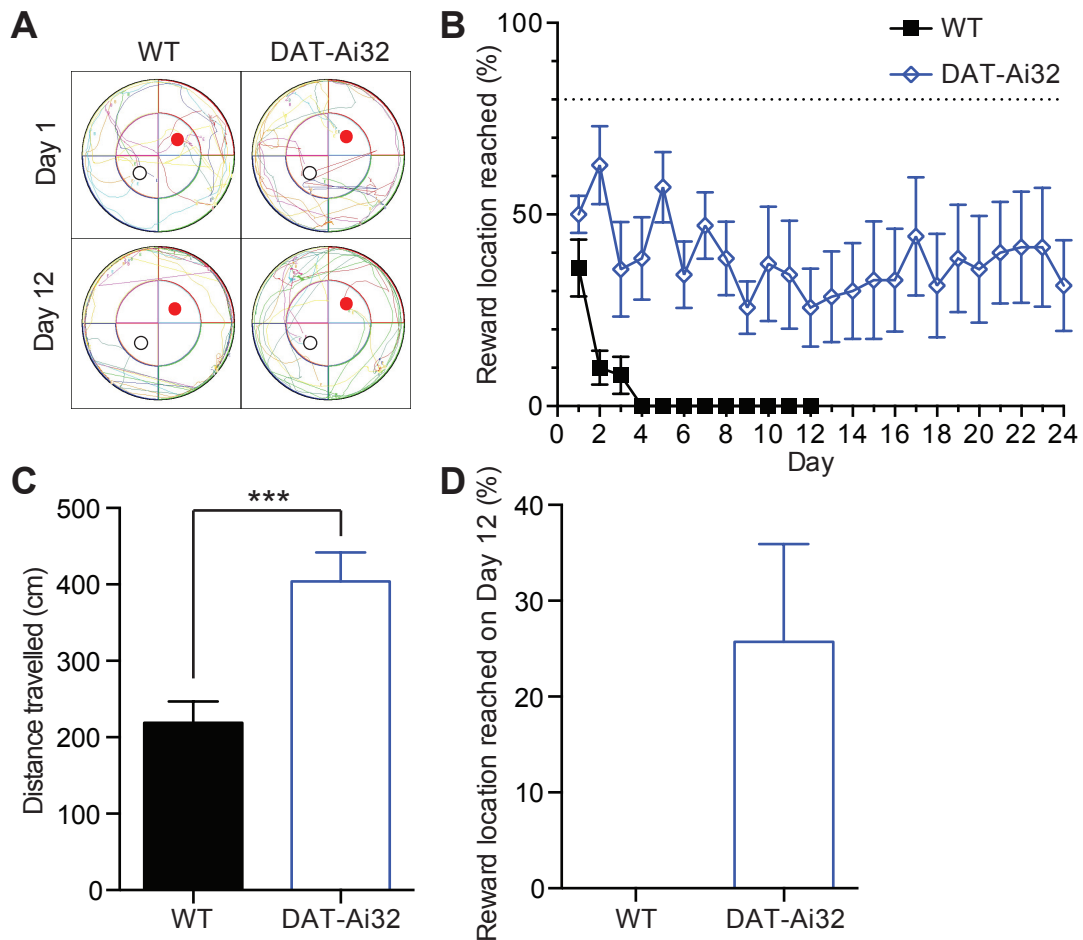 A
WT
DAT-Ai32
Day 1
Day 12
B
Reward location reached (%)
100
50
0
WT
DAT-Ai32
0 2 4 6 8 10 12 14 16 18 20 22 24
Day
C
Distance travelled (cm)
500
400
300
200
100
0
***
WT DAT-Ai32
D
Reward location reached on Day 12 (%)
40
30
20
10
0
WT DAT-Ai32